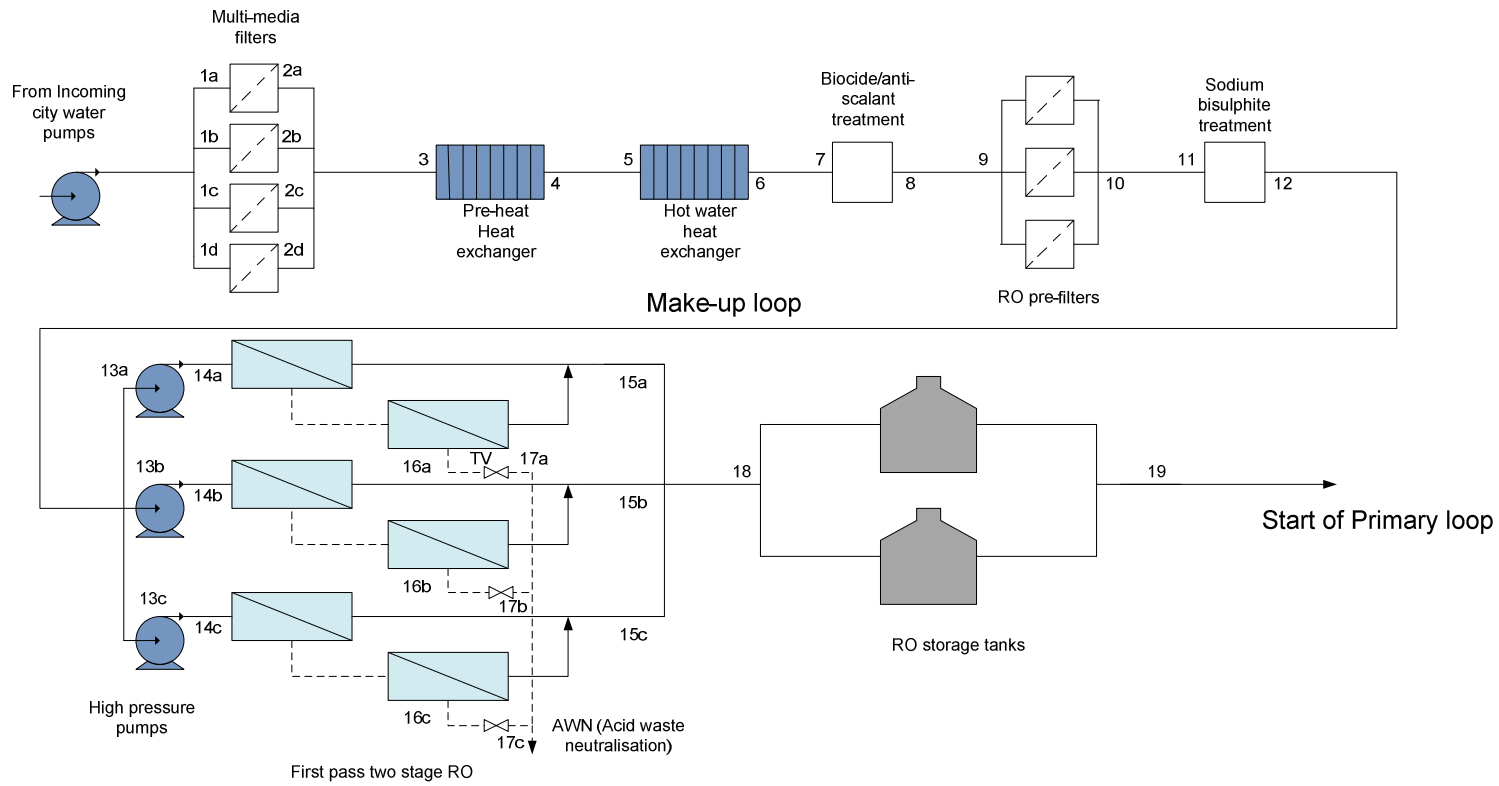 Multi-media
filters
From Incoming
city water
pumps
1a
2a
1b
2b
1c
2c
1d
2d
3
4
Pre-heat
Heat
exchanger
5
6
Hot water
heat
exchanger
Biocide/anti-
scalant
treatment
7
8
9
10
RO pre-filters
Sodium
bisulphite
treatment
11
12
Make-up loop
13a
14a
15a
16a
TV
17a
13b
14b
15b
16b
17b
13c
14c
15c
16c
17c
High pressure
pumps
AWN (Acid waste
neutralisation)
First pass two stage RO
18
19
RO storage tanks
Start of Primary loop